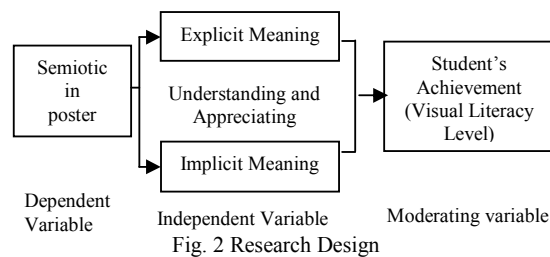 Semiotic
in
poster
Explicit Meaning
Understanding and
Appreciating
Implicit Meaning
Student’s
Achievement
(Visual Literacy
Level)
Dependent
Variable
Independent Variable
Moderating variable
Fig. 2 Research Design